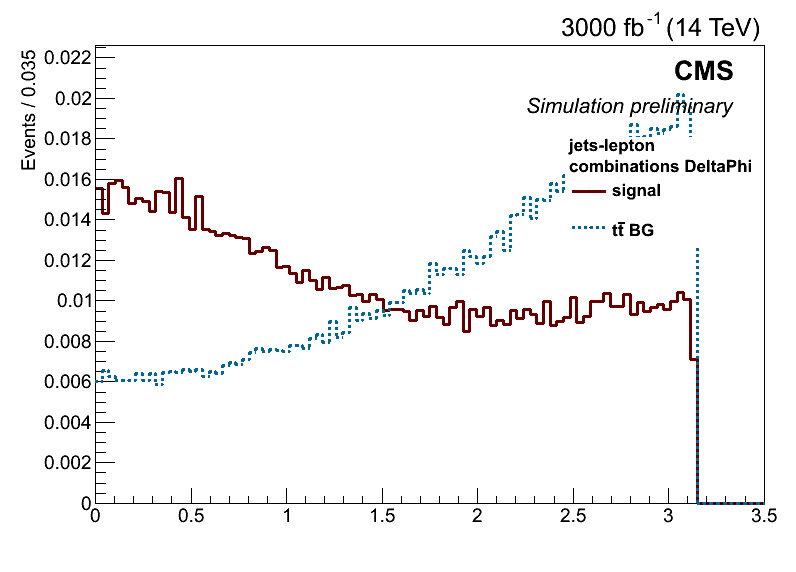 3000 fb⁻¹ (14 TeV)
Events / 0.035
0.022
0.02
0.018
0.016
0.014
0.012
0.01
0.008
0.006
0.004
0.002
0
CMS
Simulation preliminary
jets-lepton
combinations DeltaPhi
signal
tt̄ BG
0 0.5 1 1.5 2 2.5 3 3.5